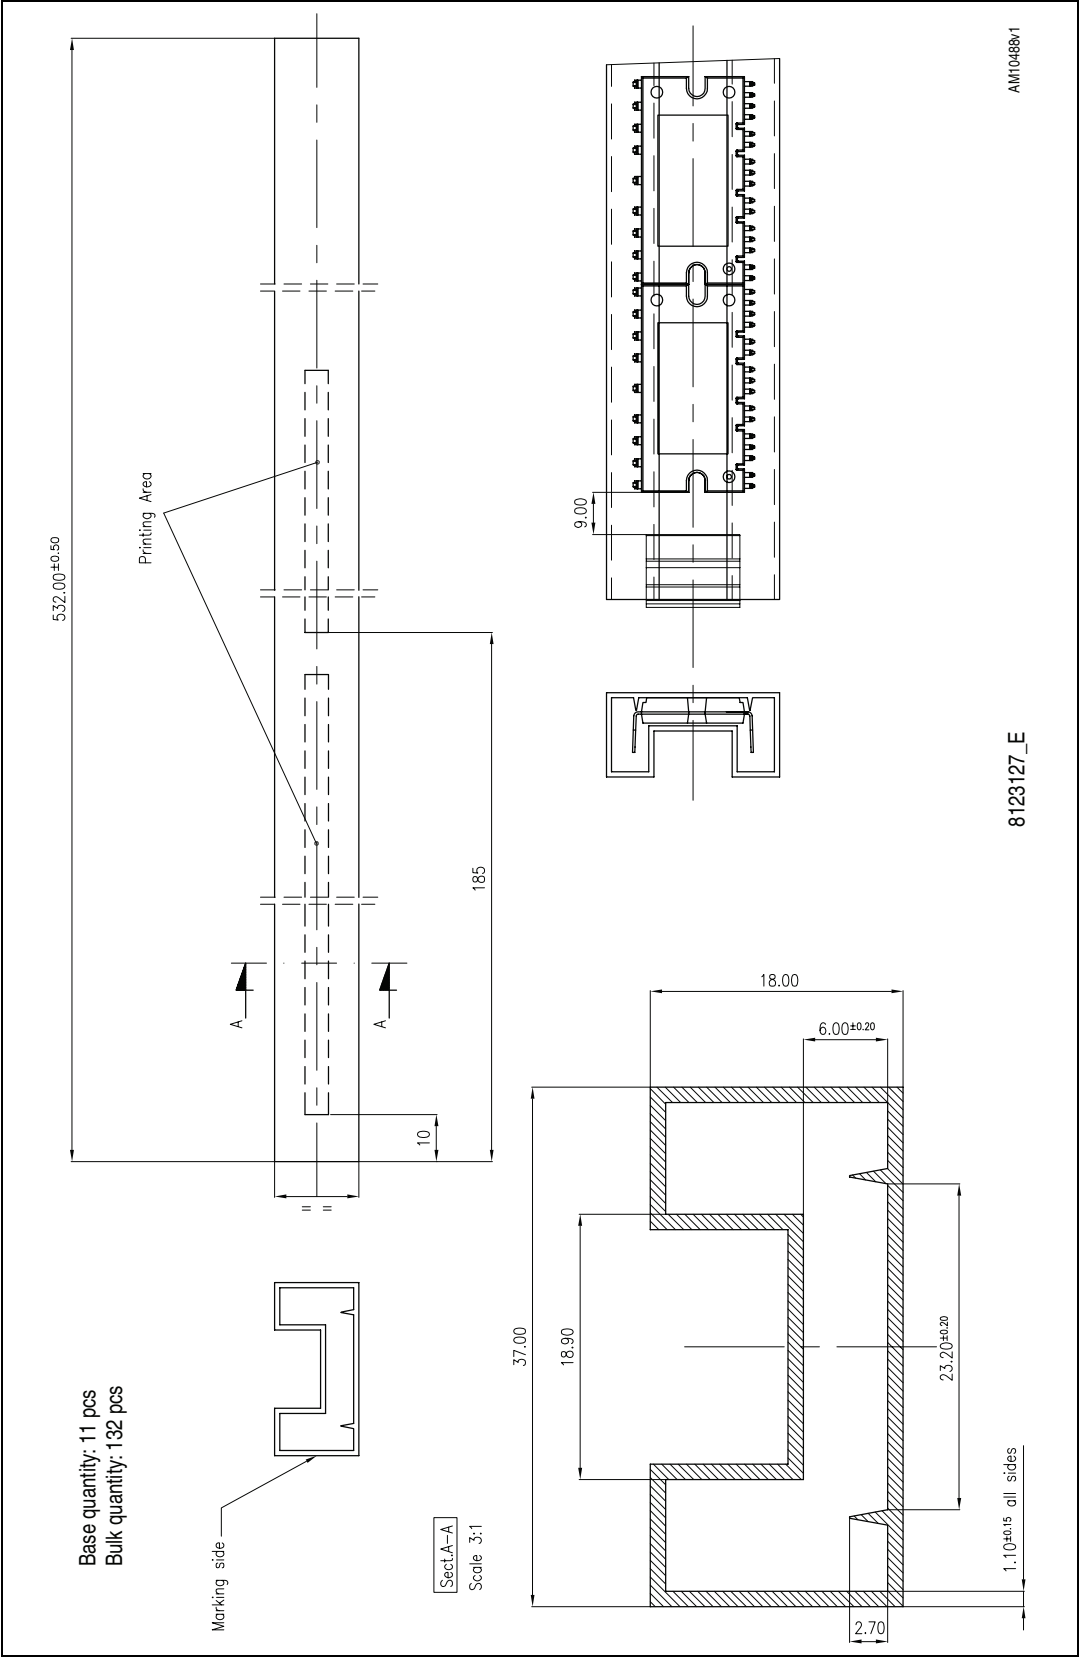 Base quantity: 11 pcs
Bulk quantity: 132 pcs
Marking side
532.00±0.50
Printing Area
A
A
10
185
= =
9.00
AM10488v1
Sect.A-A
Scale 3:1
37.00
18.90
18.00
6.00±0.20
23.20±0.20
2.70
1.10±0.15 all sides
8123127_E